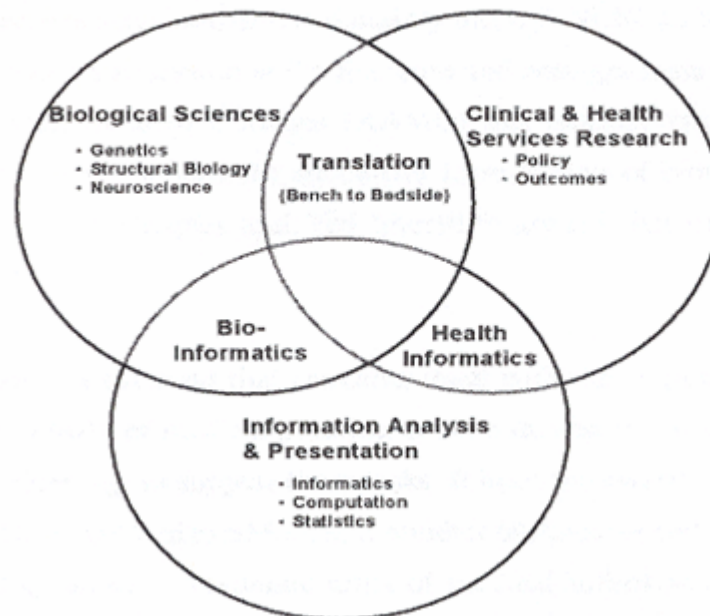 Biological Sciences
• Genetics
• Structural Biology
• Neuroscience
Translation
{Bench to Bedside}
Clinical & Health
Services Research
• Policy
• Outcomes
Bio-
Informatics
Health
Informatics
Information Analysis
& Presentation
• Informatics
• Computation
• Statistics